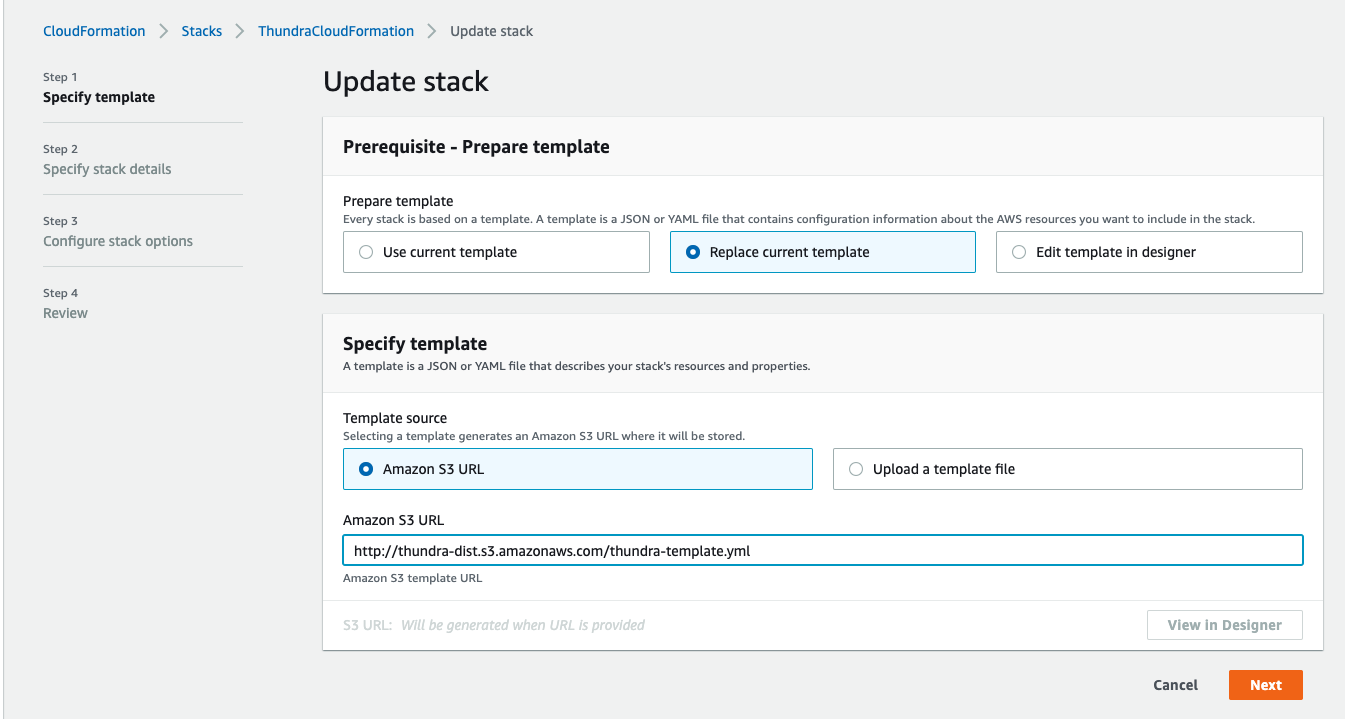 CloudFormation > Stacks > ThundraCloudFormation > Update stack
Step 1
Specify template
Step 2
Specify stack details
Step 3
Configure stack options
Step 4
Review
Update stack
Prerequisite - Prepare template
Prepare template
Every stack is based on a template. A template is a JSON or YAML file that contains configuration information about the AWS resources you want to include in the stack.
Use current template
Replace current template
Edit template in designer
Specify template
A template is a JSON or YAML file that describes your stack's resources and properties.
Template source
Selecting a template generates an Amazon S3 URL where it will be stored.
Amazon S3 URL
Upload a template file
Amazon S3 URL
http://thundra-dist.s3.amazonaws.com/thundra-template.yml
Amazon S3 template URL
S3 URL: Will be generated when URL is provided
View in Designer
Cancel
Next